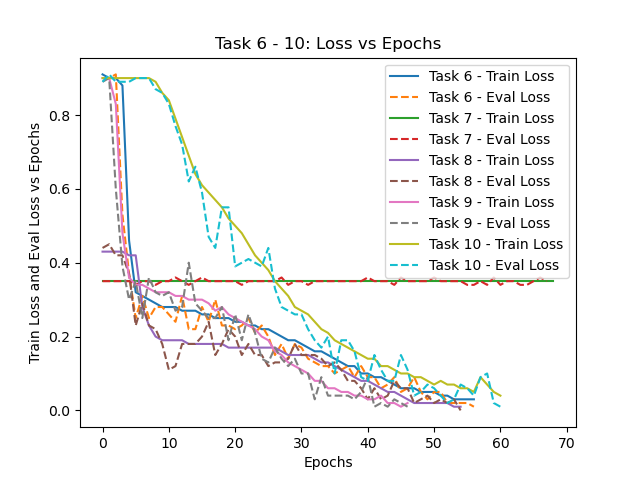 Task 6 - 10: Loss vs Epochs
Train Loss and Eval Loss vs Epochs
0.8
0.6
0.4
0.2
0.0
Task 6 - Train Loss
Task 6 - Eval Loss
Task 7 - Train Loss
Task 7 - Eval Loss
Task 8 - Train Loss
Task 8 - Eval Loss
Task 9 - Train Loss
Task 9 - Eval Loss
Task 10 - Train Loss
Task 10 - Eval Loss
0 10 20 30 40 50 60 70
Epochs